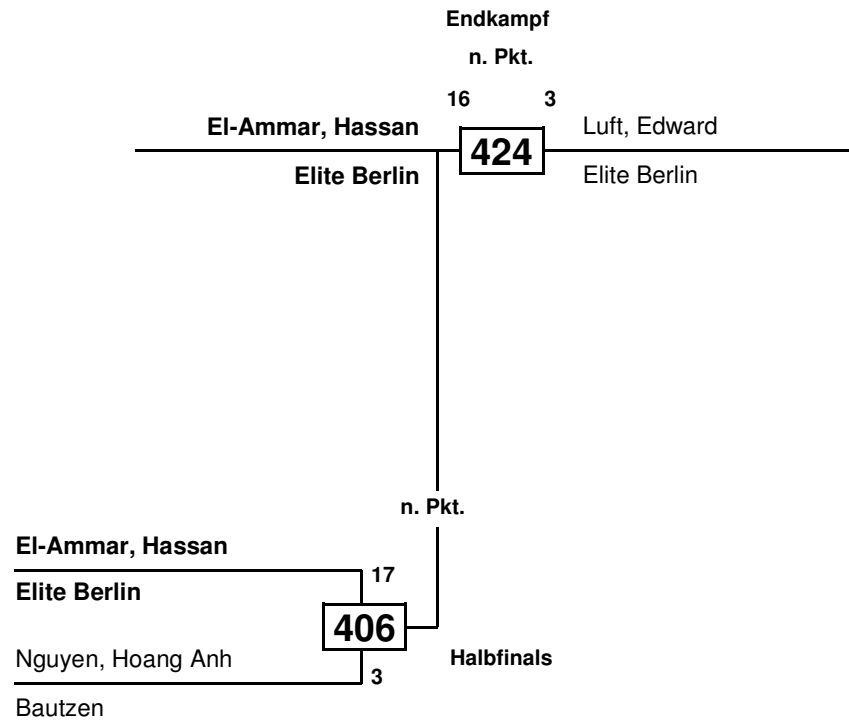 Endkampf
n. Pkt.
16 3
El-Ammar, Hassan 424 Luft, Edward
Elite Berlin Elite Berlin
n. Pkt.
El-Ammar, Hassan
17
Elite Berlin
406
Nguyen, Hoang Anh Halbfinals
3
Bautzen